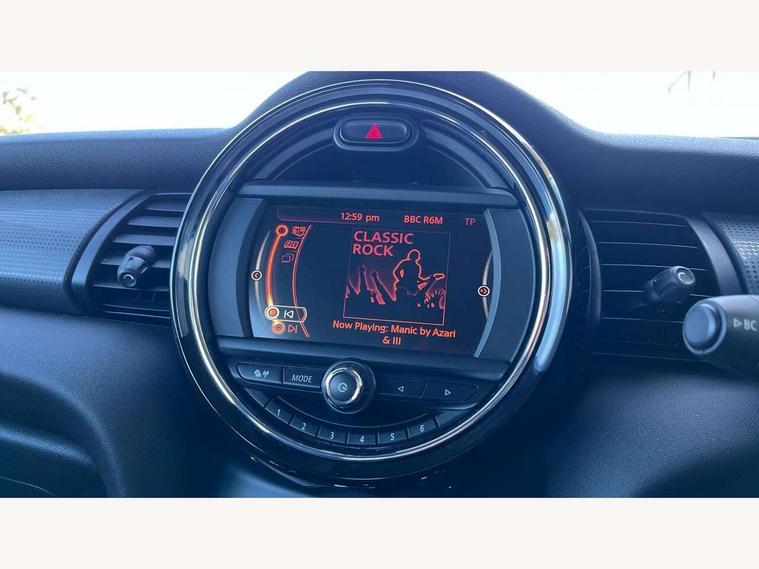 12:59 pm BBC R6M TP
CLASSIC
ROCK
Now Playing: Manic by Azari
& III
MODE
1 2 3 4 5 6
BC